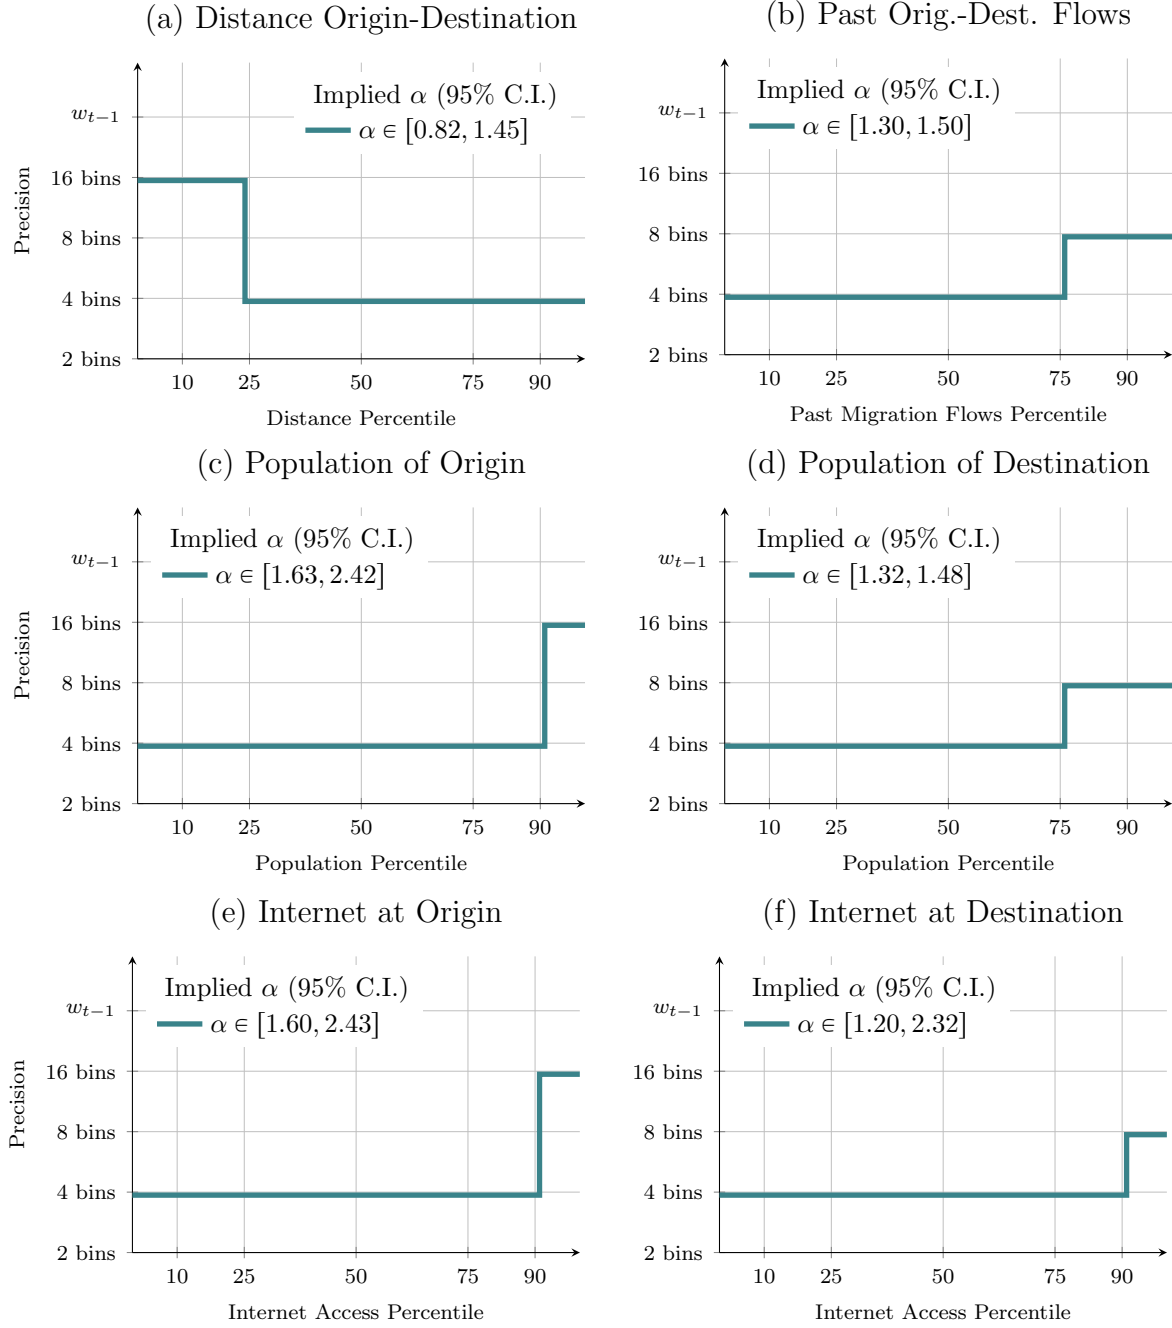 (a) Distance Origin-Destination
Implied α (95% C.I.)
α ∈ [0.82, 1.45]
w_{t−1}
16 bins
8 bins
4 bins
2 bins
Precision
10 25 50 75 90
Distance Percentile
(b) Past Orig.-Dest. Flows
Implied α (95% C.I.)
α ∈ [1.30, 1.50]
w_{t−1}
16 bins
8 bins
4 bins
2 bins
10 25 50 75 90
Past Migration Flows Percentile
(c) Population of Origin
Implied α (95% C.I.)
α ∈ [1.63, 2.42]
w_{t−1}
16 bins
8 bins
4 bins
2 bins
Precision
10 25 50 75 90
Population Percentile
(d) Population of Destination
Implied α (95% C.I.)
α ∈ [1.32, 1.48]
w_{t−1}
16 bins
8 bins
4 bins
2 bins
10 25 50 75 90
Population Percentile
(e) Internet at Origin
Implied α (95% C.I.)
α ∈ [1.60, 2.43]
w_{t−1}
16 bins
8 bins
4 bins
2 bins
Precision
10 25 50 75 90
Internet Access Percentile
(f) Internet at Destination
Implied α (95% C.I.)
α ∈ [1.20, 2.32]
w_{t−1}
16 bins
8 bins
4 bins
2 bins
10 25 50 75 90
Internet Access Percentile